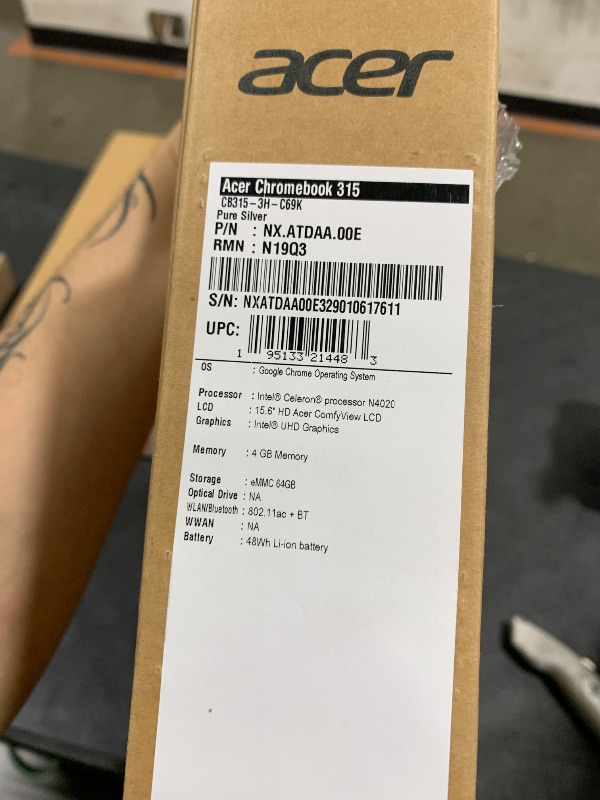 acer
Acer Chromebook 315
CB315-3H-C69K
Pure Silver
P/N : NX.ATDAA.00E
RMN : N19Q3
S/N: NXATDAA00E329010617611
UPC:
1 95133 21448 3
OS : Google Chrome Operating System
Processor : Intel® Celeron® processor N4020
LCD : 15.6" HD Acer ComfyView LCD
Graphics : Intel® UHD Graphics
Memory : 4 GB Memory
Storage : eMMC 64GB
Optical Drive : NA
WLAN/Bluetooth : 802.11ac + BT
WWAN : NA
Battery : 48Wh Li-ion battery